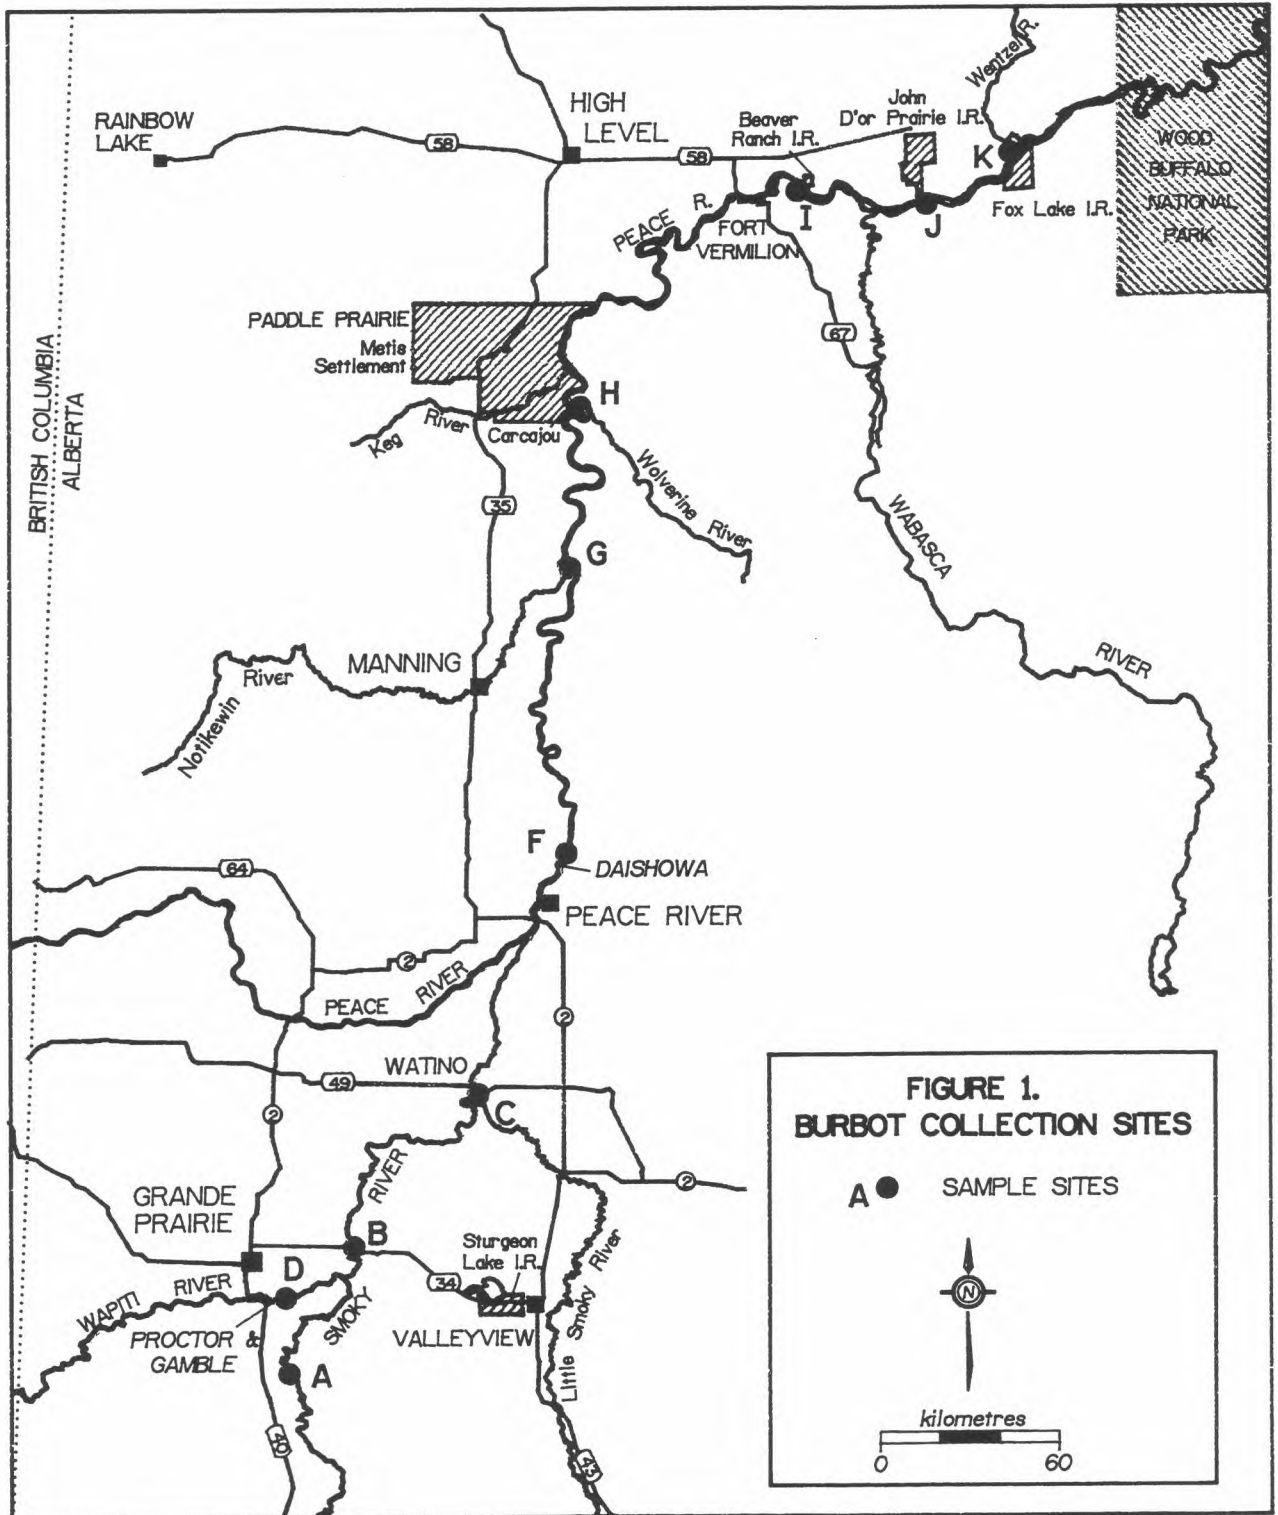 Wentzel R.
HIGH
LEVEL
RAINBOW
LAKE
58
58
Beaver
Ranch I.R.
John
D'or Prairie I.R.
K
WOOD
BUFFALO
NATIONAL
PARK
Fox Lake I.R.
I
J
PEACE R.
FORT
VERMILION
67
PADDLE PRAIRIE
Metis
Settlement
H
Keg River
Carcajou
Wolverine River
BRITISH COLUMBIA
ALBERTA
35
WABASCA RIVER
G
MANNING
Notikewin River
F
DAISHOWA
64
PEACE RIVER
2
PEACE RIVER
2
WATINO
49
C
2
RIVER
2
GRANDE
PRAIRIE
B
Sturgeon
Lake I.R.
34
D
WAPITI RIVER
SMOKY
PROCTOR &
GAMBLE
VALLEYVIEW
Little Smoky River
A
40
43
FIGURE 1.
BURBOT COLLECTION SITES
A SAMPLE SITES
N
kilometres
0 60